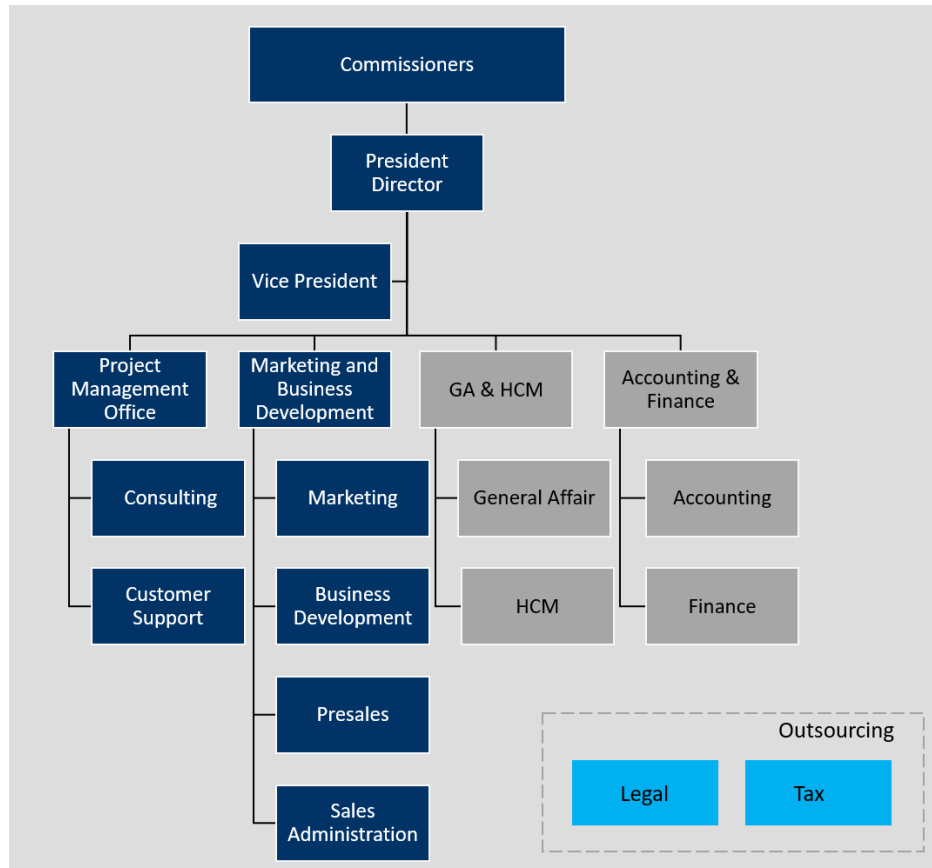 Commissioners
President
Director
Vice President
Project
Management
Office
Marketing and
Business
Development
GA & HCM
Accounting &
Finance
Consulting
Marketing
General Affair
Accounting
Customer
Support
Business
Development
HCM
Finance
Presales
Sales
Administration
Outsourcing
Legal
Tax